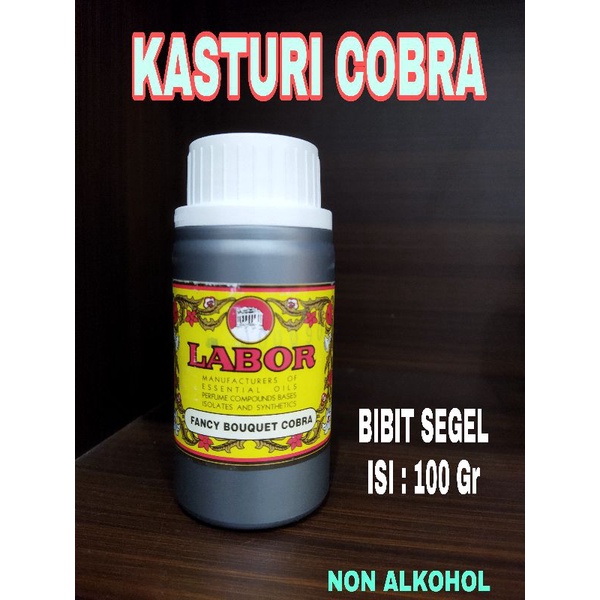 KASTURI COBRA
LABOR
MANUFACTURERS OF
ESSENTIAL OILS
PERFUME COMPOUNDS BASES
ISOLATES AND SYNTHETICS
FANCY BOUQUET COBRA
BIBIT SEGEL
ISI : 100 Gr
NON ALKOHOL